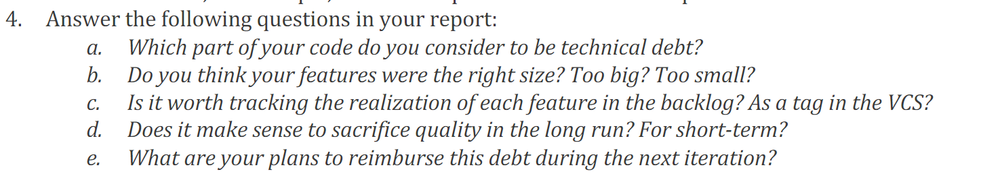 4. Answer the following questions in your report:
a. Which part of your code do you consider to be technical debt?
b. Do you think your features were the right size? Too big? Too small?
c. Is it worth tracking the realization of each feature in the backlog? As a tag in the VCS?
d. Does it make sense to sacrifice quality in the long run? For short-term?
e. What are your plans to reimburse this debt during the next iteration?